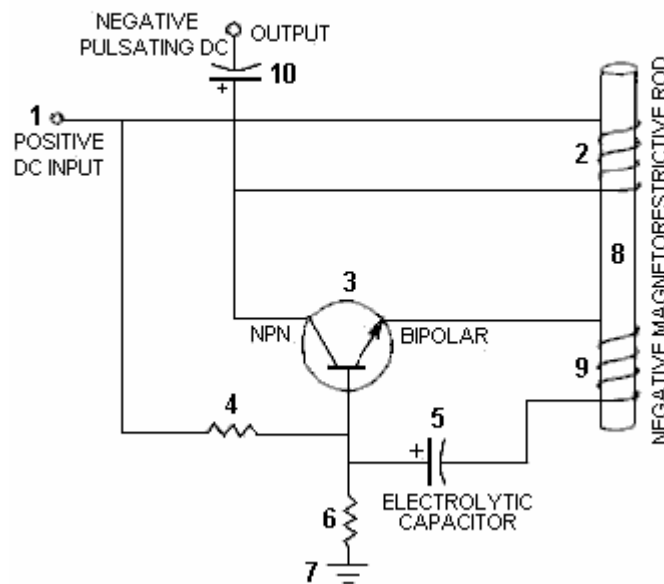 NEGATIVE
PULSATING DC
OUTPUT
10
+
1
POSITIVE
DC INPUT
2
8
NEGATIVE MAGNETORESTRICTIVE ROD
3
NPN
BIPOLAR
9
4
5
+
ELECTROLYTIC
CAPACITOR
6
7